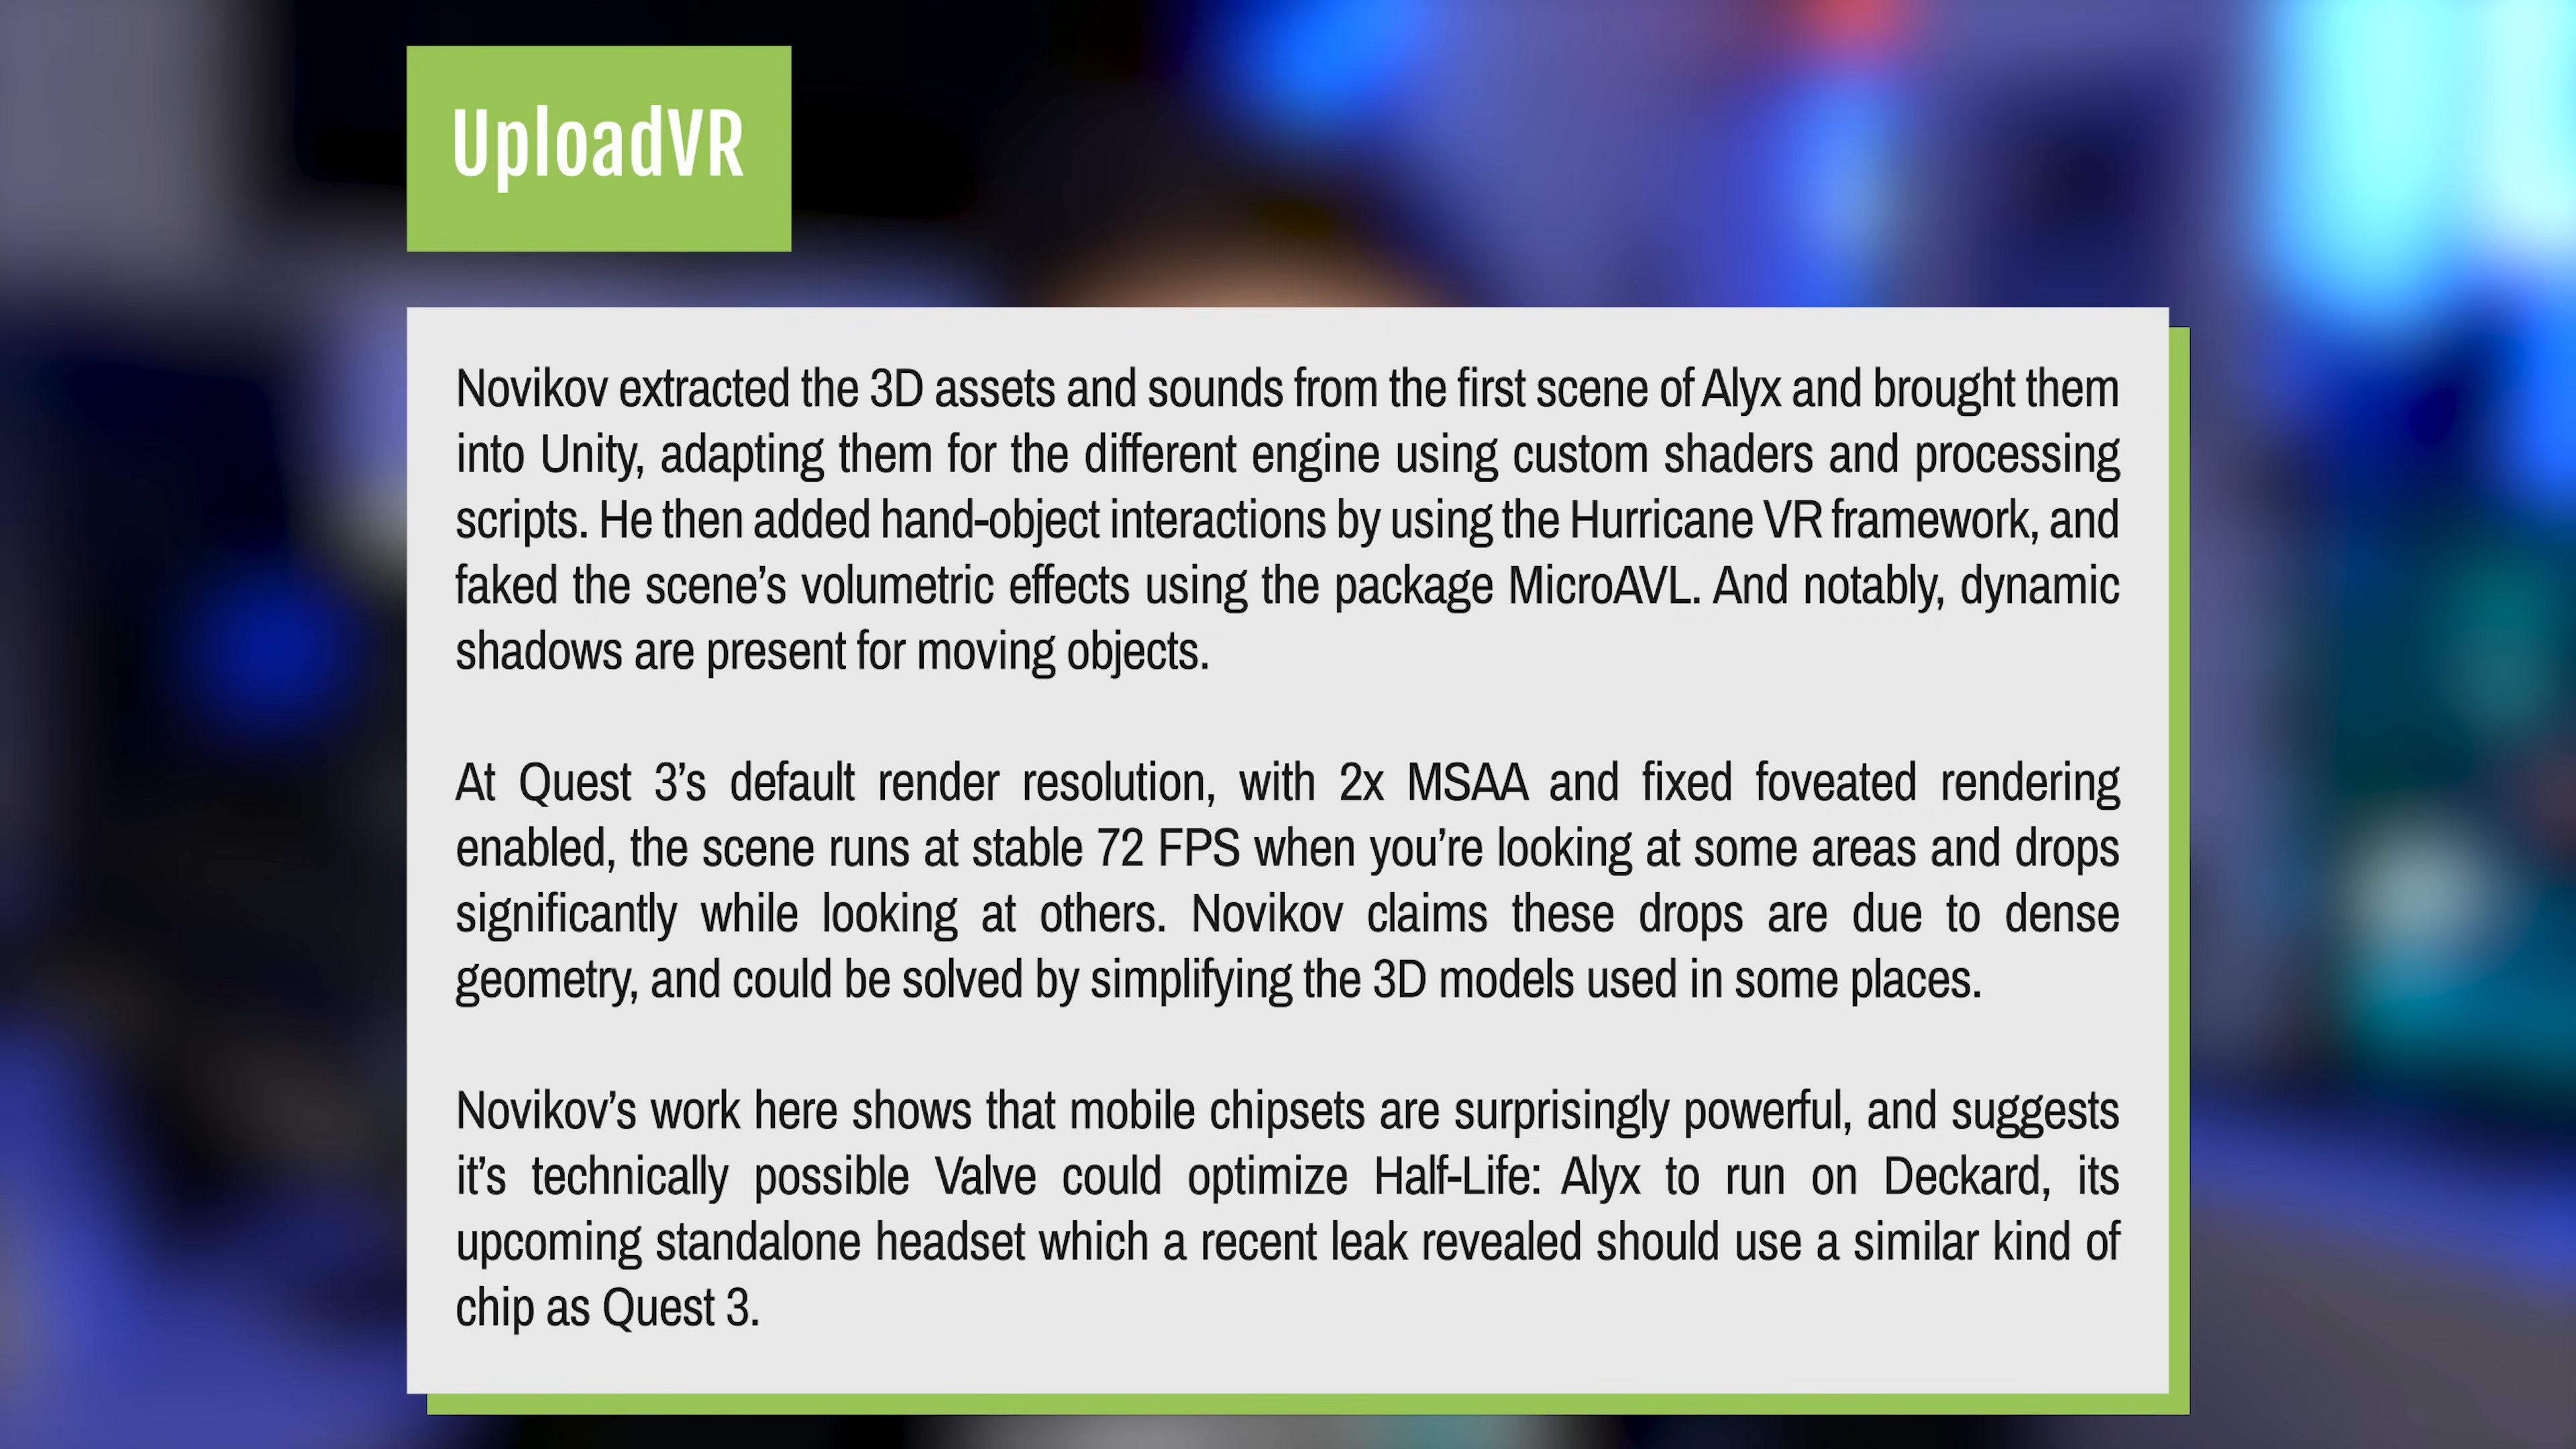 UploadVR
Novikov extracted the 3D assets and sounds from the first scene of Alyx and brought them
into Unity, adapting them for the different engine using custom shaders and processing
scripts. He then added hand-object interactions by using the Hurricane VR framework, and
faked the scene’s volumetric effects using the package MicroAVL. And notably, dynamic
shadows are present for moving objects.
At Quest 3’s default render resolution, with 2x MSAA and fixed foveated rendering
enabled, the scene runs at stable 72 FPS when you’re looking at some areas and drops
significantly while looking at others. Novikov claims these drops are due to dense
geometry, and could be solved by simplifying the 3D models used in some places.
Novikov’s work here shows that mobile chipsets are surprisingly powerful, and suggests
it’s technically possible Valve could optimize Half-Life: Alyx to run on Deckard, its
upcoming standalone headset which a recent leak revealed should use a similar kind of
chip as Quest 3.